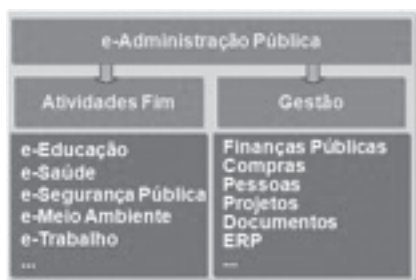 e-Administração Pública
Atividades Fim
e-Educação
e-Saúde
e-Segurança Pública
e-Meio Ambiente
e-Trabalho
...
Gestão
Finanças Públicas
Compras
Pessoas
Projetos
Documentos
ERP
...